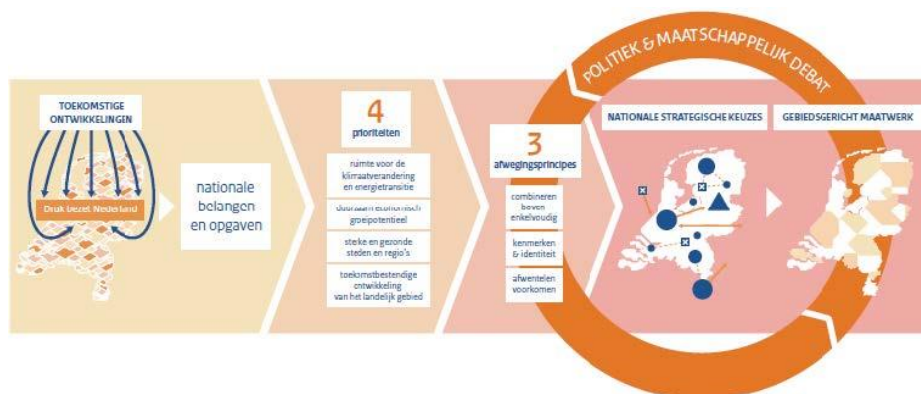 POLITIEK & MAATSCHAPPELIJK DEBAT
TOEKOMSTIGE
ONTWIKKELINGEN
Druk bezet Nederland
nationale
belangen
en opgaven
4
prioriteiten
ruimte voor de
klimaatverandering
en energietransitie
duurzaam economisch
groeipotentieel
sterke en gezonde
steden en regio's
toekomstbestendige
ontwikkeling
van het landelijk gebied
3
afwegingsprincipes
combineren
boven
enkelvoudig
kenmerken
& identiteit
afwentelen
voorkomen
NATIONALE STRATEGISCHE KEUZES
GEBIEDSGERICHT MAATWERK